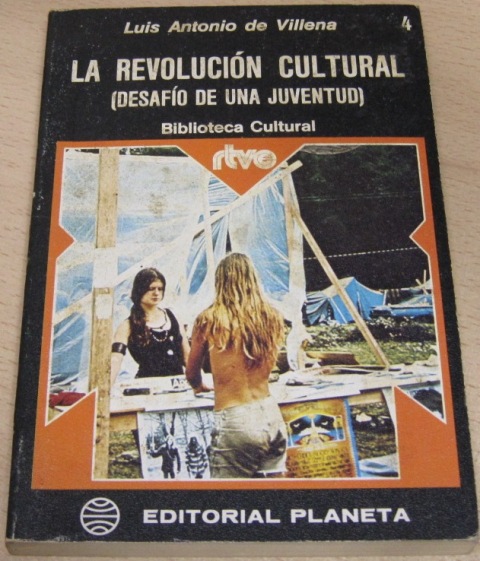 Luis Antonio de Villena
4
LA REVOLUCIÓN CULTURAL
(DESAFÍO DE UNA JUVENTUD)
Biblioteca Cultural
rtve
EDITORIAL PLANETA